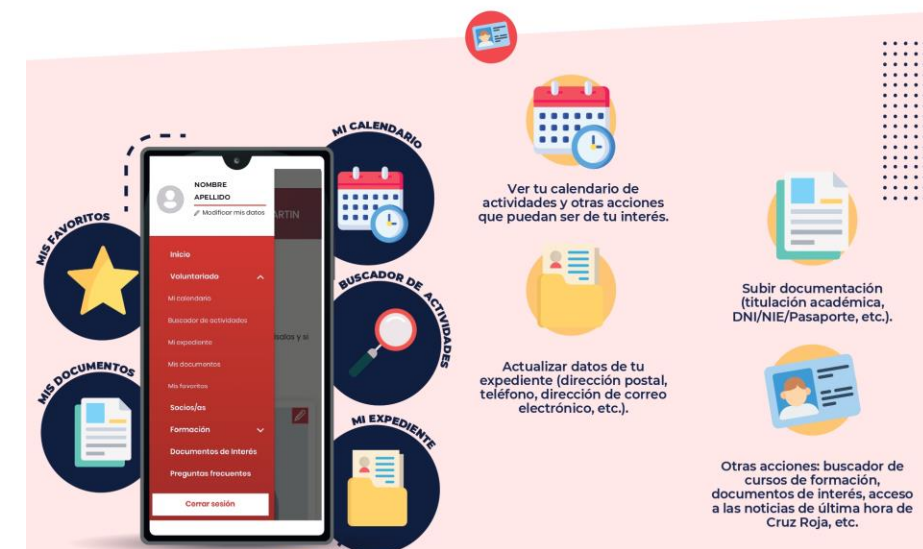 MIS FAVORITOS
MIS DOCUMENTOS
NOMBRE
APELLIDO
Modificar mis datos
ARTIN
Inicio
Voluntariado
Mi calendario
Buscador de actividades
Mi expediente
Mis documentos
Mis favoritos
Socios/as
Formación
Documentos de Interés
Preguntas frecuentes
Cerrar sesión
MI CALENDARIO
BUSCADOR DE ACTIVIDADES
MI EXPEDIENTE
Ver tu calendario de
actividades y otras acciones
que puedan ser de tu interés.
Actualizar datos de tu
expediente (dirección postal,
teléfono, dirección de correo
electrónico, etc.).
Subir documentación
(titulación académica,
DNI/NIE/Pasaporte, etc.).
Otras acciones: buscador de
cursos de formación,
documentos de interés, acceso
a las noticias de última hora de
Cruz Roja, etc.